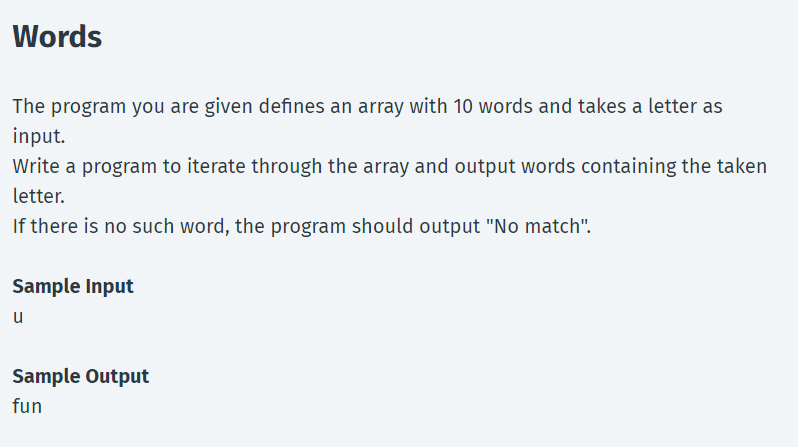 Words
The program you are given defines an array with 10 words and takes a letter as
input.
Write a program to iterate through the array and output words containing the taken
letter.
If there is no such word, the program should output "No match".
Sample Input
u
Sample Output
fun